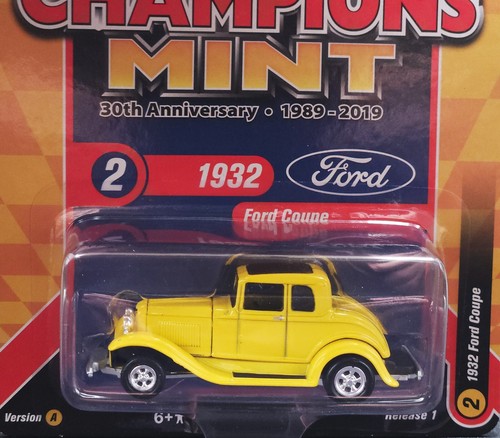 CHAMPIONS
MINT
30th Anniversary • 1989 - 2019
2
1932
Ford
Ford Coupe
1932 Ford Coupe
2
Version A
6+
Release 1